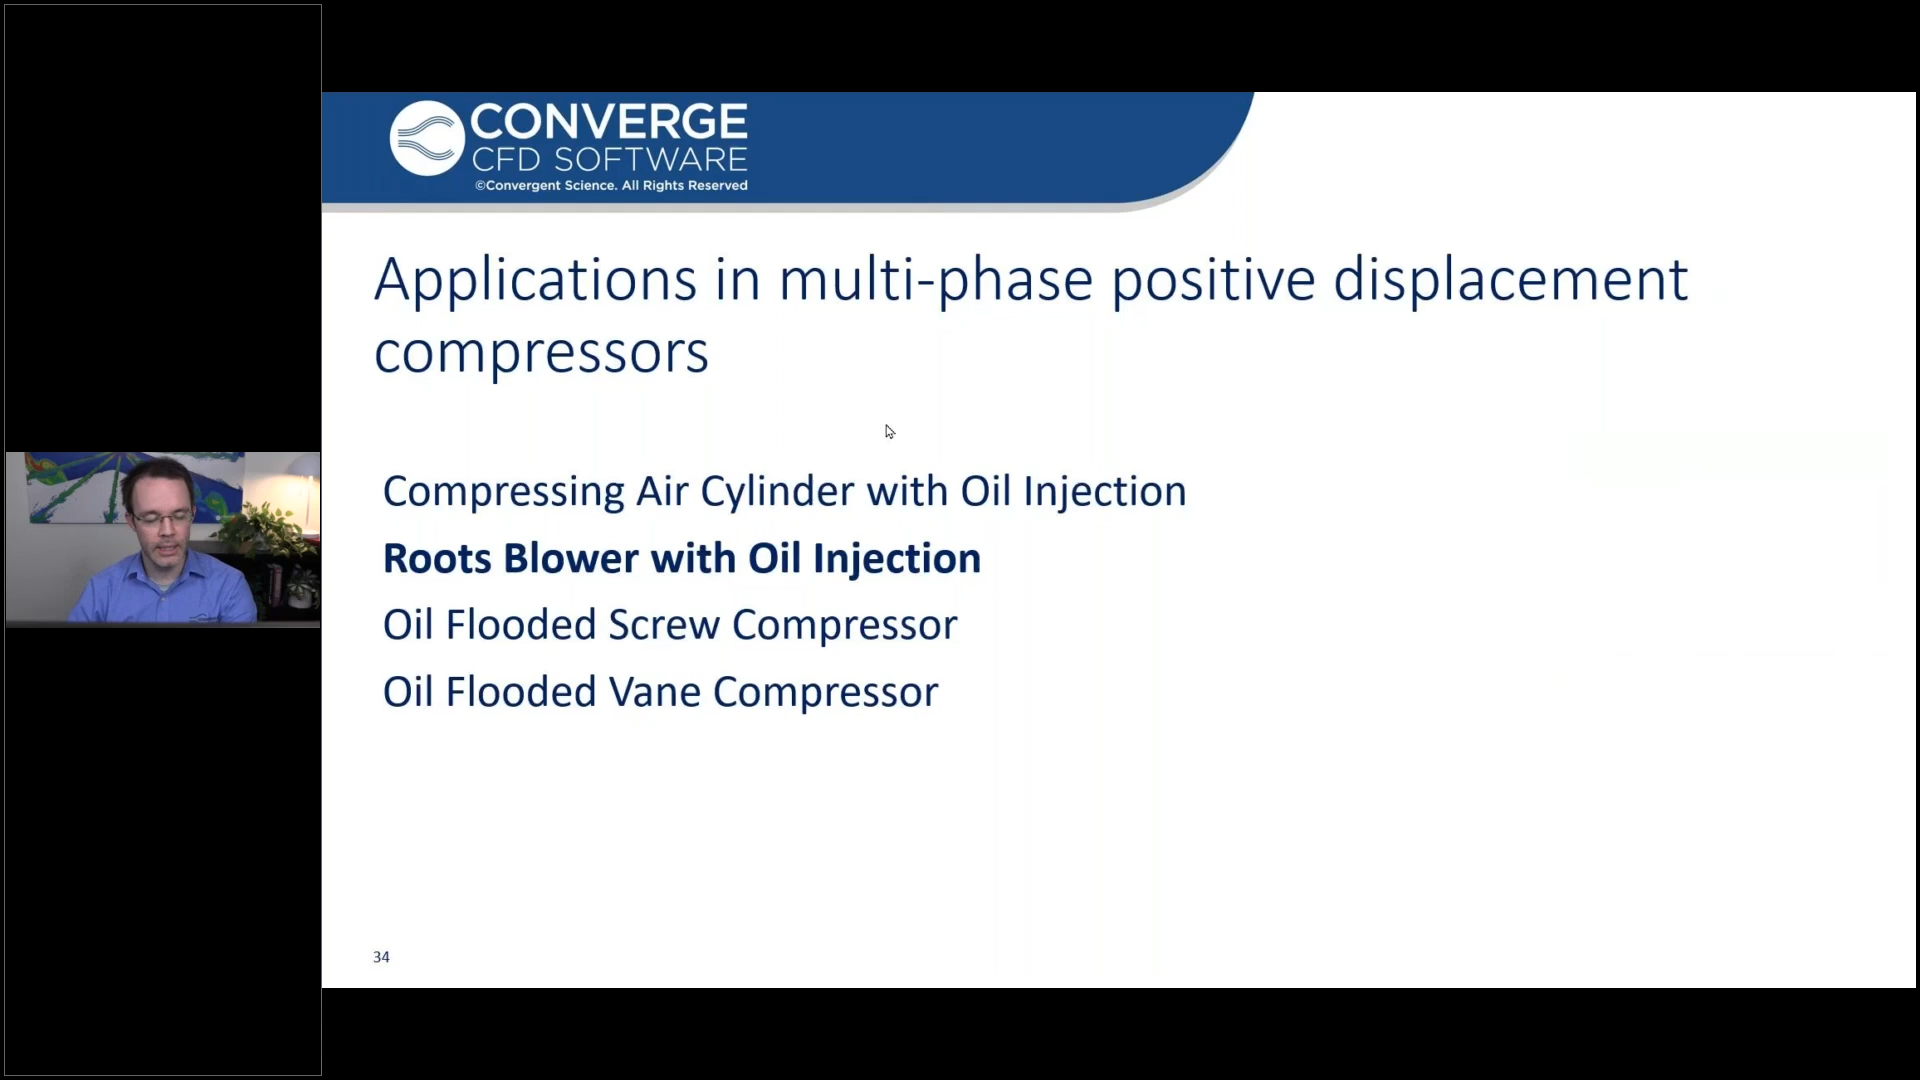 CONVERGE
CFD SOFTWARE
©Convergent Science. All Rights Reserved
Applications in multi-phase positive displacement
compressors
Compressing Air Cylinder with Oil Injection
Roots Blower with Oil Injection
Oil Flooded Screw Compressor
Oil Flooded Vane Compressor
34